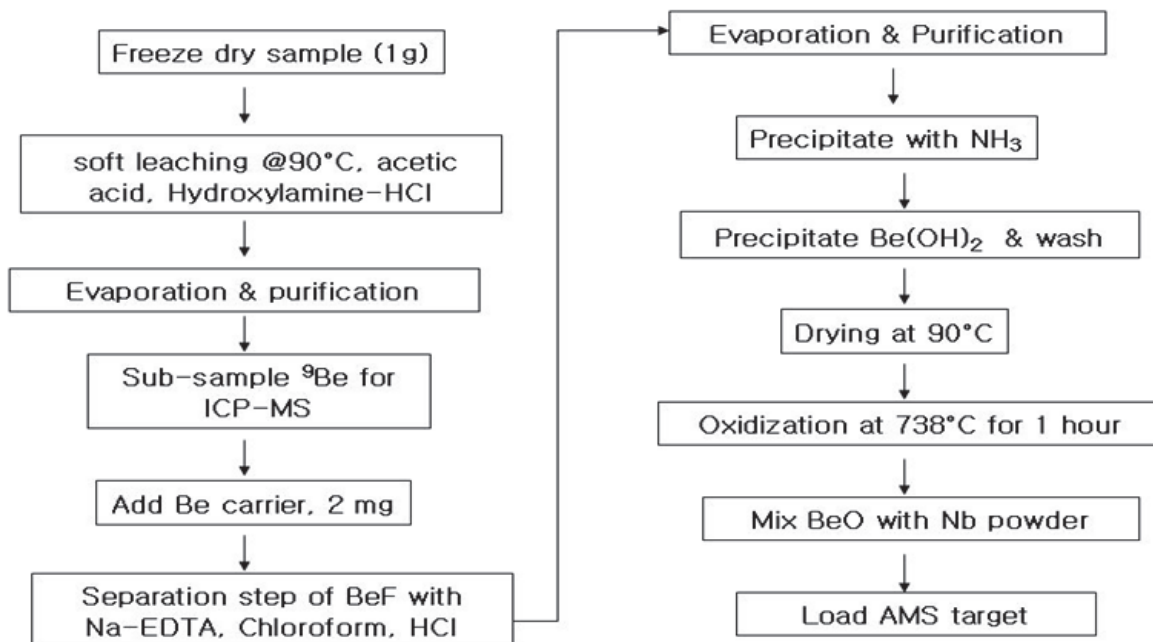 Freeze dry sample (1g)
soft leaching @90°C, acetic
acid, Hydroxylamine-HCl
Evaporation & purification
Sub-sample ⁹Be for
ICP-MS
Add Be carrier, 2 mg
Separation step of BeF with
Na-EDTA, Chloroform, HCl
Evaporation & Purification
Precipitate with NH₃
Precipitate Be(OH)₂ & wash
Drying at 90°C
Oxidization at 738°C for 1 hour
Mix BeO with Nb powder
Load AMS target